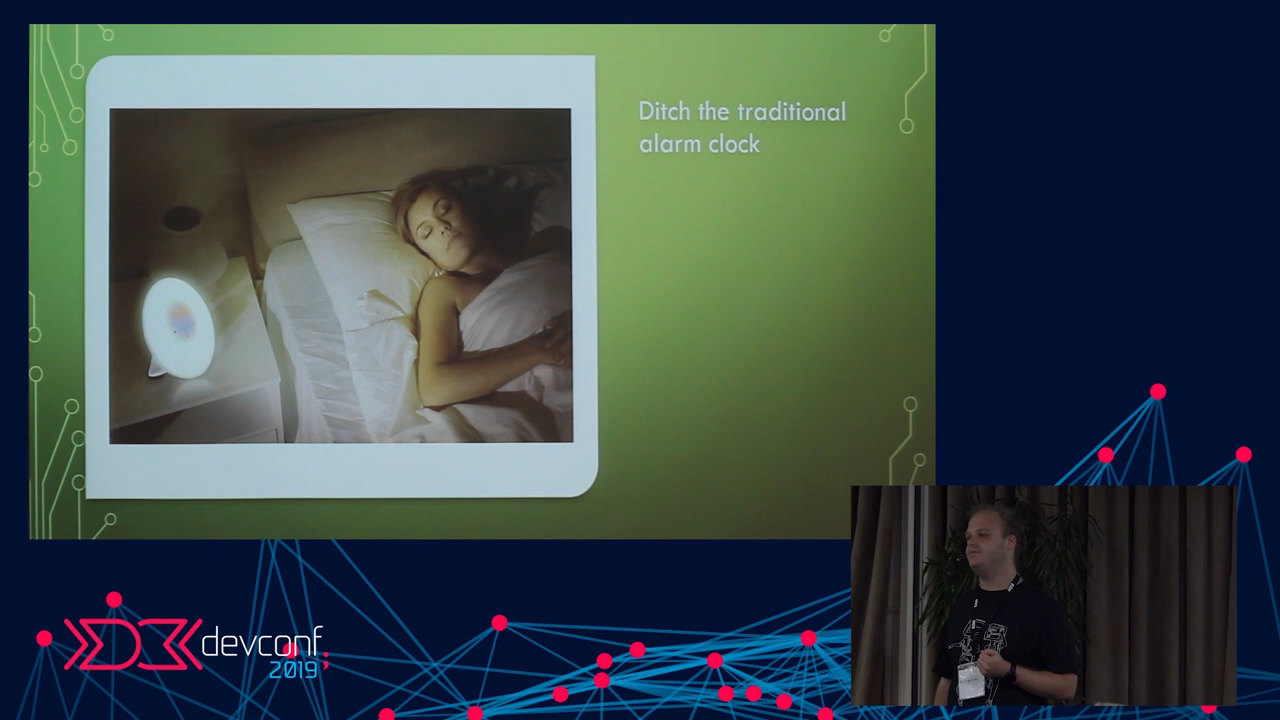 Ditch the traditional
alarm clock
devconf
2019 ;